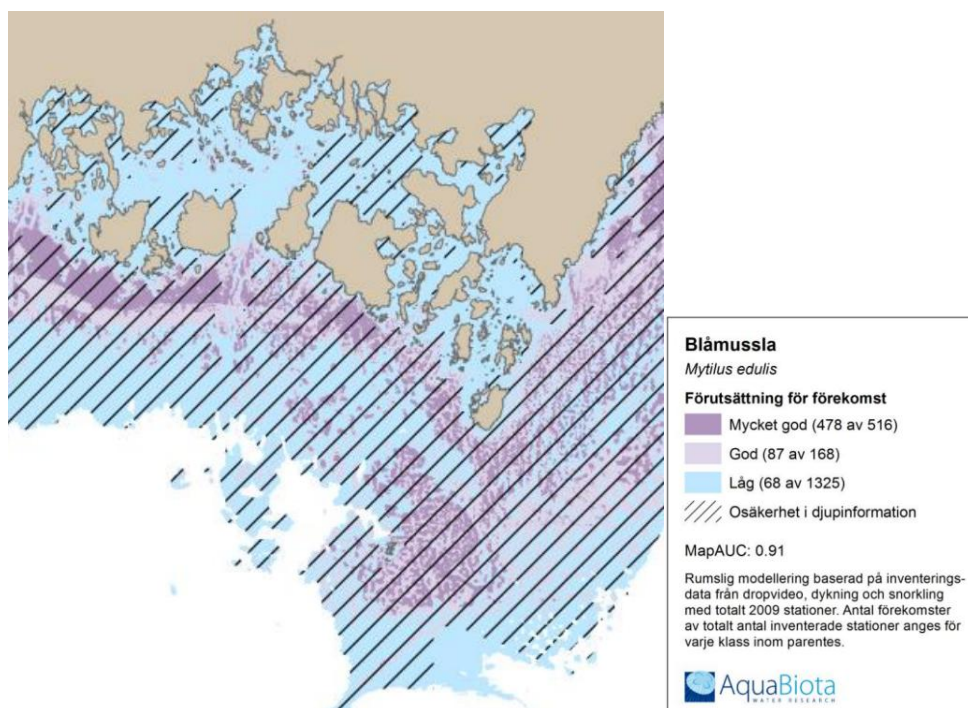 Blåmussla
Mytilus edulis
Förutsättning för förekomst
Mycket god (478 av 516)
God (87 av 168)
Låg (68 av 1325)
Osäkerhet i djupinformation
MapAUC: 0.91
Rumslig modellering baserad på inventerings-
data från dropvideo, dykning och snorkling
med totalt 2009 stationer. Antal förekomster
av totalt antal inventerade stationer anges för
varje klass inom parentes.
AquaBiota
WATER RESEARCH